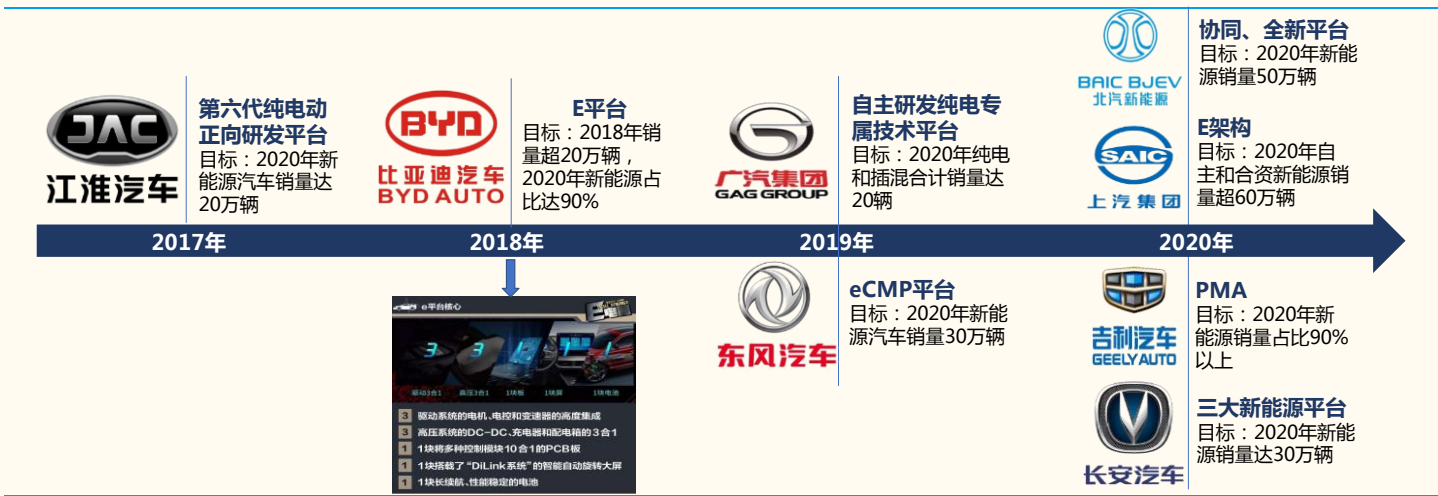 JAC
江淮汽车
第六代纯电动
正向研发平台
目标：2020年新
能源汽车销量达
20万辆
BYD
比亚迪汽车
BYD AUTO
E平台
目标：2018年销
量超20万辆，
2020年新能源占
比达90%
广汽集团
GAG GROUP
自主研发纯电专
属技术平台
目标：2020年纯电
和插混合计销量达
20辆
BAIC BJEV
北汽新能源
协同、全新平台
目标：2020年新能
源销量50万辆
SAIC
上汽集团
E架构
目标：2020年自
主和合资新能源销
量超60万辆
2017年
2018年
2019年
2020年
e平台核心
3 3 1 1 1
驱动3合1 高压3合1 1块板 1块屏 1块电池
3 驱动系统的电机、电控和变速器的高度集成
3 高压系统的DC-DC、充电器和配电箱的3合1
1 1块将多种控制模块10合1的PCB板
1 1块搭载了“DiLink系统”的智能自动旋转大屏
1 1块长续航、性能稳定的电池
东风汽车
eCMP平台
目标：2020年新能
源汽车销量30万辆
吉利汽车
GEELY AUTO
PMA
目标：2020年新
能源销量占比90%
以上
长安汽车
三大新能源平台
目标：2020年新能
源销量达30万辆